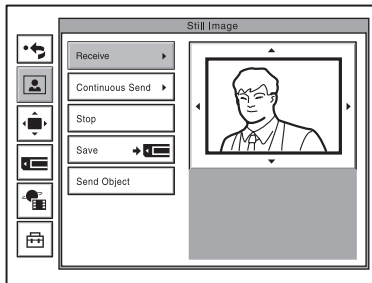 Still Image
Receive
Continuous Send
Stop
Save
Send Object